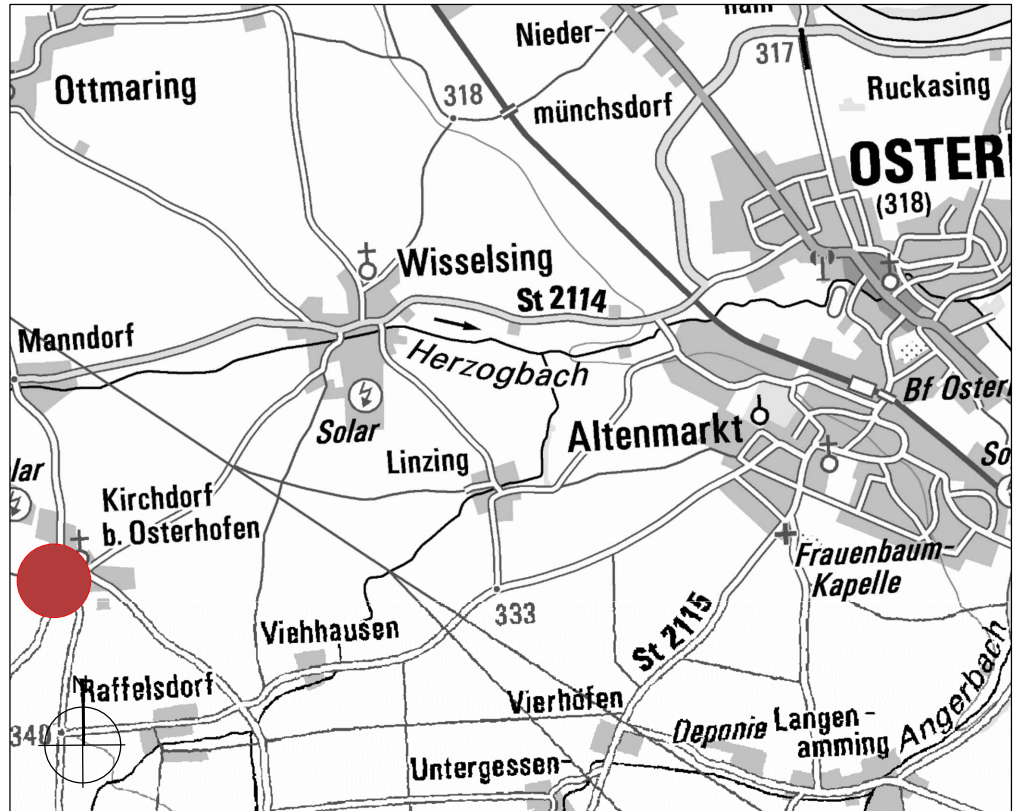 Nieder-
317
Ottmaring
318
münchsdorf
Ruckasing
OSTER
(318)
Wisselsing
St 2114
Manndorf
Herzogbach
Bf Oster
Solar
Altenmarkt
lar
Linzing
So
Kirchdorf
b. Osterhofen
Frauenbaum-
Kapelle
333
Viehhausen
St 2115
Raffelsdorf
N
Vierhöfen
340
Deponie
Langen-
amming
Angerbach
Untergessen-